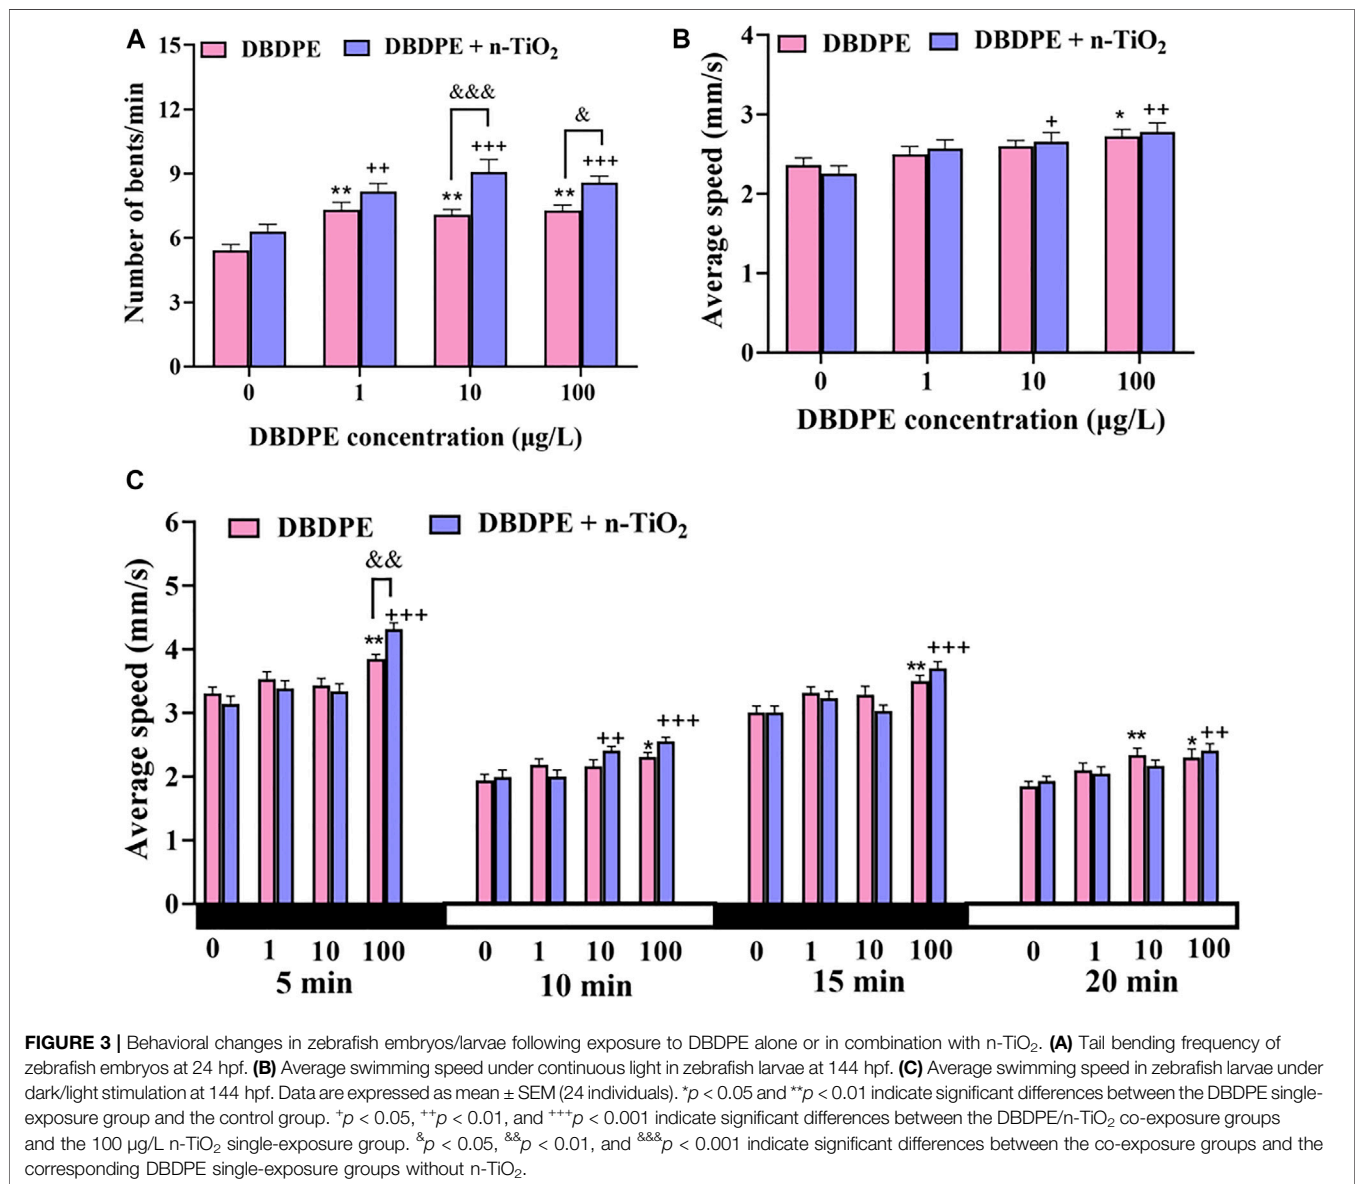 A
15
DBDPE
DBDPE + n-TiO₂
12
9
6
3
0
Number of bents/min
&&&
&
**
++
**
+++
**
+++
0 1 10 100
DBDPE concentration (µg/L)
B
4
DBDPE
DBDPE + n-TiO₂
3
2
1
0
Average speed (mm/s)
+
*
++
0 1 10 100
DBDPE concentration (µg/L)
C
6
DBDPE
DBDPE + n-TiO₂
5
4
3
2
1
0
Average speed (mm/s)
&&
**
+++
++
*
+++
**
+++
**
*
++
0 1 10 100 0 1 10 100 0 1 10 100 0 1 10 100
5 min 10 min 15 min 20 min
FIGURE 3 | Behavioral changes in zebrafish embryos/larvae following exposure to DBDPE alone or in combination with n-TiO₂. (A) Tail bending frequency of
zebrafish embryos at 24 hpf. (B) Average swimming speed under continuous light in zebrafish larvae at 144 hpf. (C) Average swimming speed in zebrafish larvae under
dark/light stimulation at 144 hpf. Data are expressed as mean ± SEM (24 individuals). *p < 0.05 and **p < 0.01 indicate significant differences between the DBDPE single-
exposure group and the control group. ⁺p < 0.05, ⁺⁺p < 0.01, and ⁺⁺⁺p < 0.001 indicate significant differences between the DBDPE/n-TiO₂ co-exposure groups
and the 100 µg/L n-TiO₂ single-exposure group. &p < 0.05, &&p < 0.01, and &&&p < 0.001 indicate significant differences between the co-exposure groups and the
corresponding DBDPE single-exposure groups without n-TiO₂.